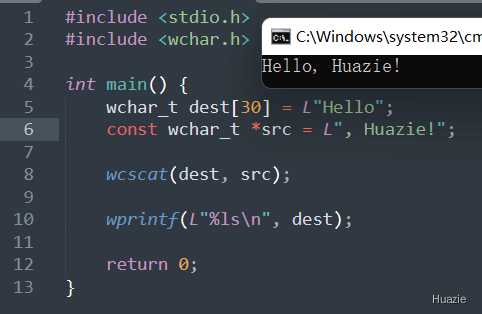 1 #include <stdio.h>
2 #include <wchar.h>
C:\Windows\system32\cm
Hello, Huazie!
3
4 int main() {
5 wchar_t dest[30] = L"Hello";
6 const wchar_t *src = L", Huazie!";
7
8 wcscat(dest, src);
9
10 wprintf(L"%ls\n", dest);
11
12 return 0;
13 }
Huazie